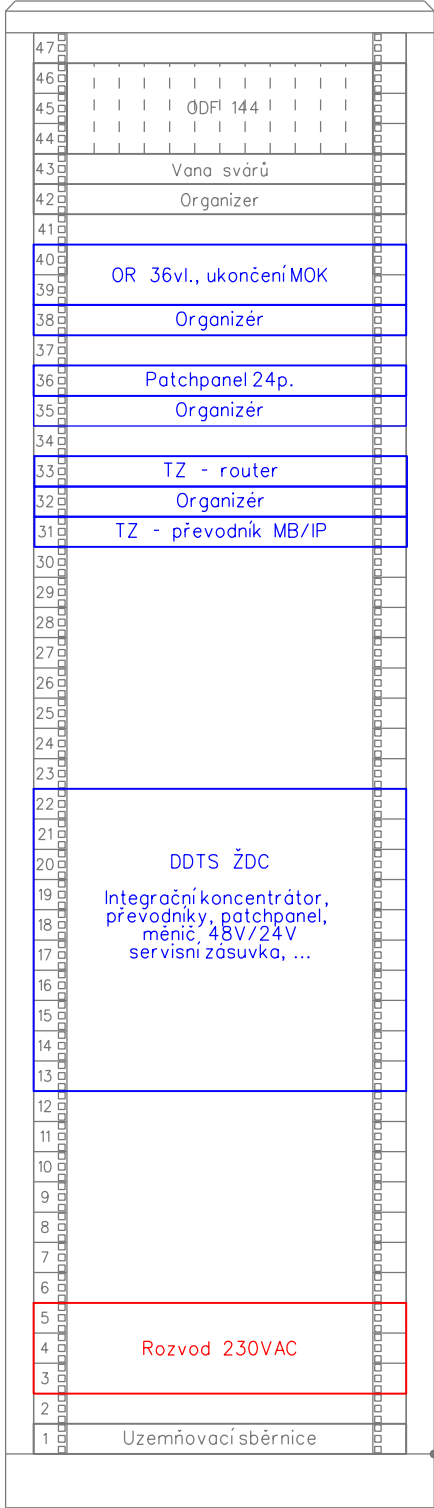 47
46
45 ODF 144
44
43 Vana svárů
42 Organizer
41
40
OR 36vl., ukončení MOK
39
38 Organizér
37
36 Patchpanel 24p.
35 Organizér
34
33 TZ - router
32 Organizér
31 TZ - převodník MB/IP
30
29
28
27
26
25
24
23
22
21
20 DDTS ŽDC
19 Integrační koncentrátor,
převodníky, patchpanel,
18 měnič, 48V/24V
17 servisní zásuvka, ...
16
15
14
13
12
11
10
9
8
7
6
5
4 Rozvod 230VAC
3
2
1 Uzemňovací sběrnice